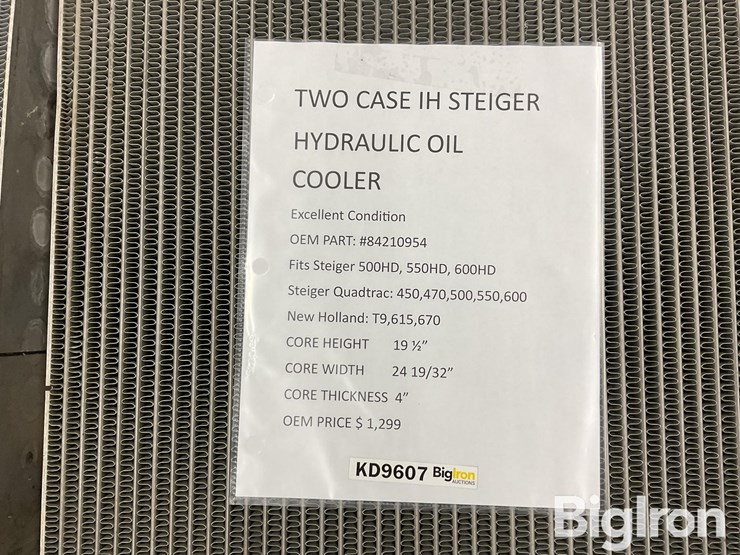 TWO CASE IH STEIGER
HYDRAULIC OIL
COOLER
Excellent Condition
OEM PART: #84210954
Fits Steiger 500HD, 550HD, 600HD
Steiger Quadtrac: 450,470,500,550,600
New Holland: T9,615,670
CORE HEIGHT 19 ½”
CORE WIDTH 24 19/32”
CORE THICKNESS 4”
OEM PRICE $ 1,299
KD9607 BigIron
AUCTIONS
BigIron